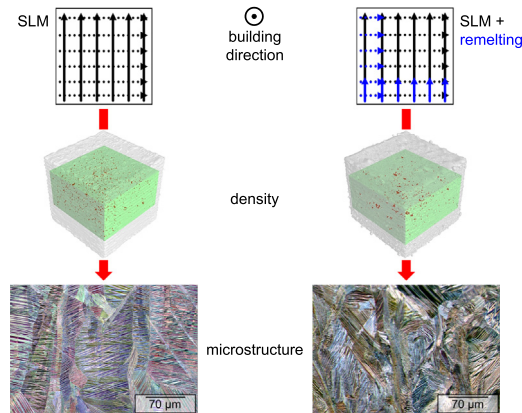 SLM
building
direction
SLM +
remelting
density
microstructure
70 µm
70 µm